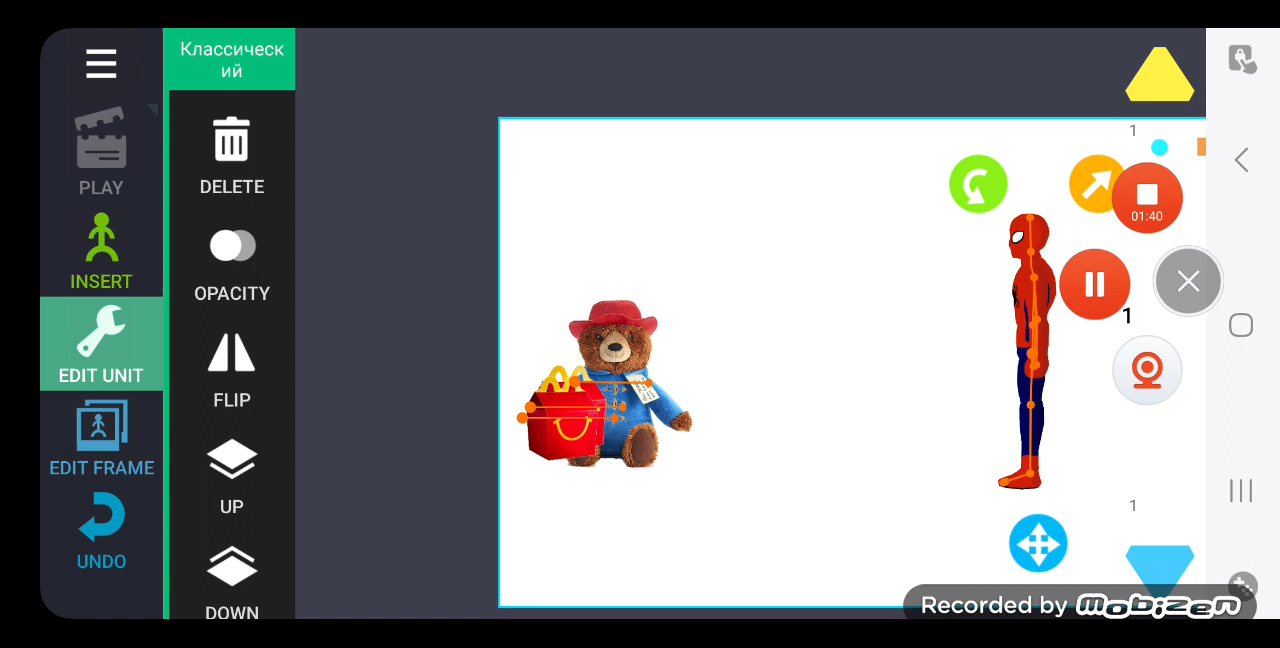 Классическ
ий
PLAY
INSERT
EDIT UNIT
EDIT FRAME
UNDO
DELETE
OPACITY
FLIP
UP
DOWN
1
01:40
1
1
Recorded by Mobizen